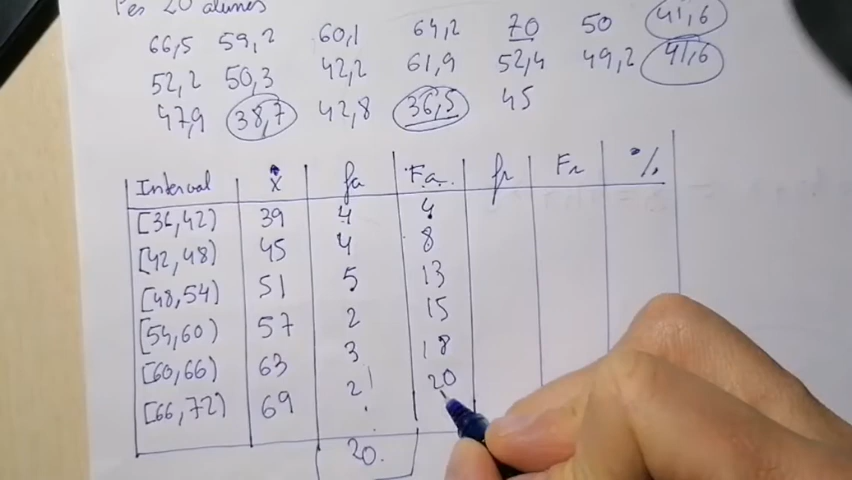 Pes 20 alumes
66,5 59,2 60,1 64,2 70 50 41,6
52,2 50,3 42,2 61,9 52,4 49,2 41,6
47,9 38,7 42,8 36,5 45
Interval x fa Fa fr Fr %
[36,42) 39 4 4
[42,48) 45 4 8
[48,54) 51 5 13
[54,60) 57 2 15
[60,66) 63 3 18
[66,72) 69 2 20
20